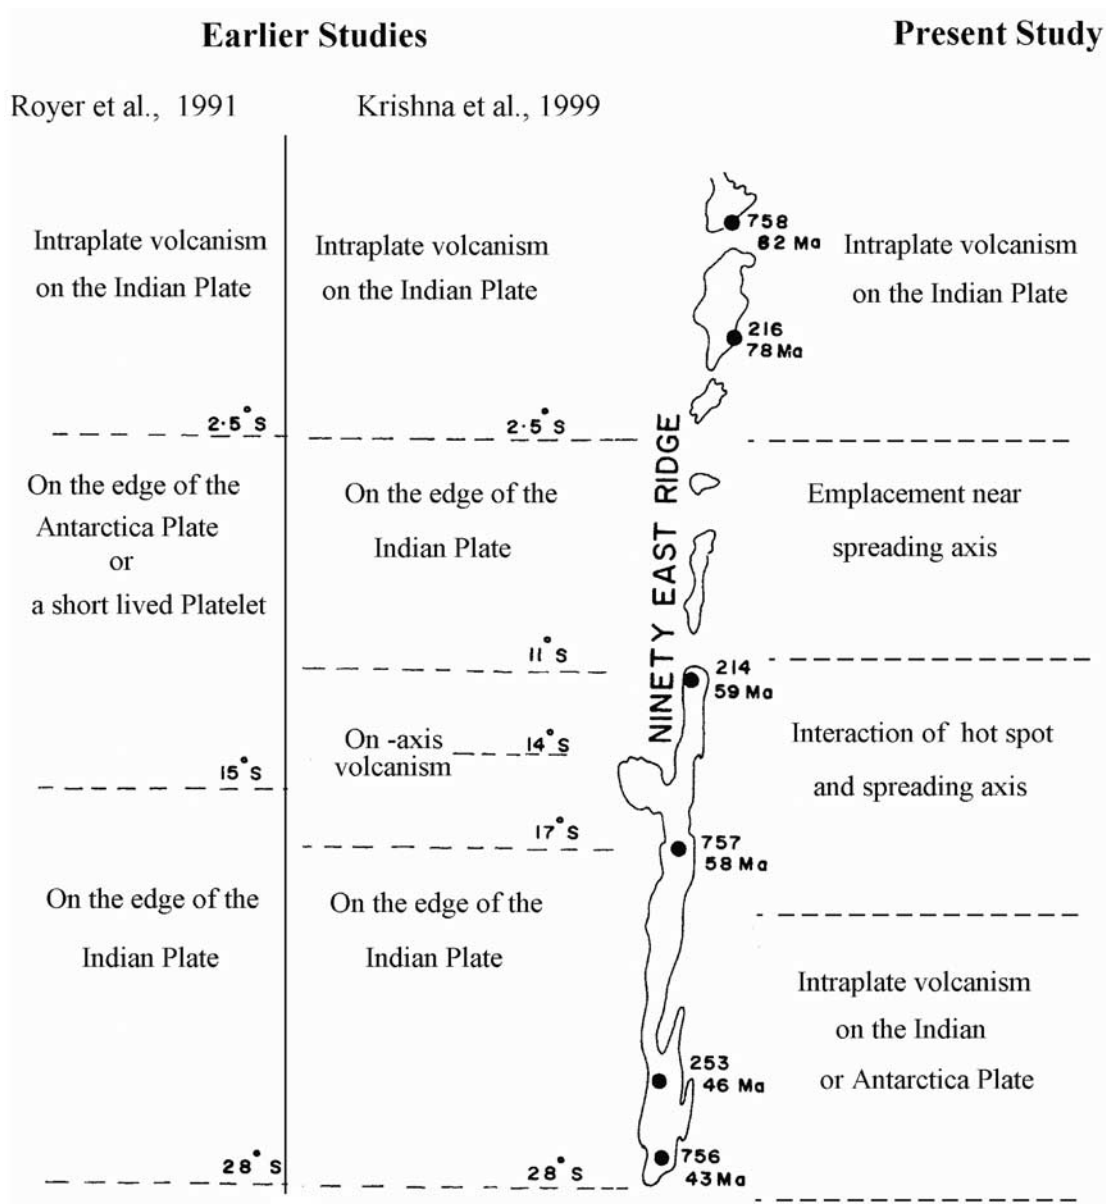 Earlier Studies
Present Study
Royer et al., 1991
Krishna et al., 1999
Intraplate volcanism
on the Indian Plate
Intraplate volcanism
on the Indian Plate
758
82 Ma
Intraplate volcanism
on the Indian Plate
216
78 Ma
2.5°S
2.5°S
NINETY EAST RIDGE
On the edge of the
Antarctica Plate
or
a short lived Platelet
On the edge of the
Indian Plate
Emplacement near
spreading axis
11°S
214
59 Ma
On -axis
volcanism
14°S
Interaction of hot spot
and spreading axis
15°S
17°S
757
58 Ma
On the edge of the
Indian Plate
On the edge of the
Indian Plate
Intraplate volcanism
on the Indian
or Antarctica Plate
253
46 Ma
28°S
28°S
756
43 Ma